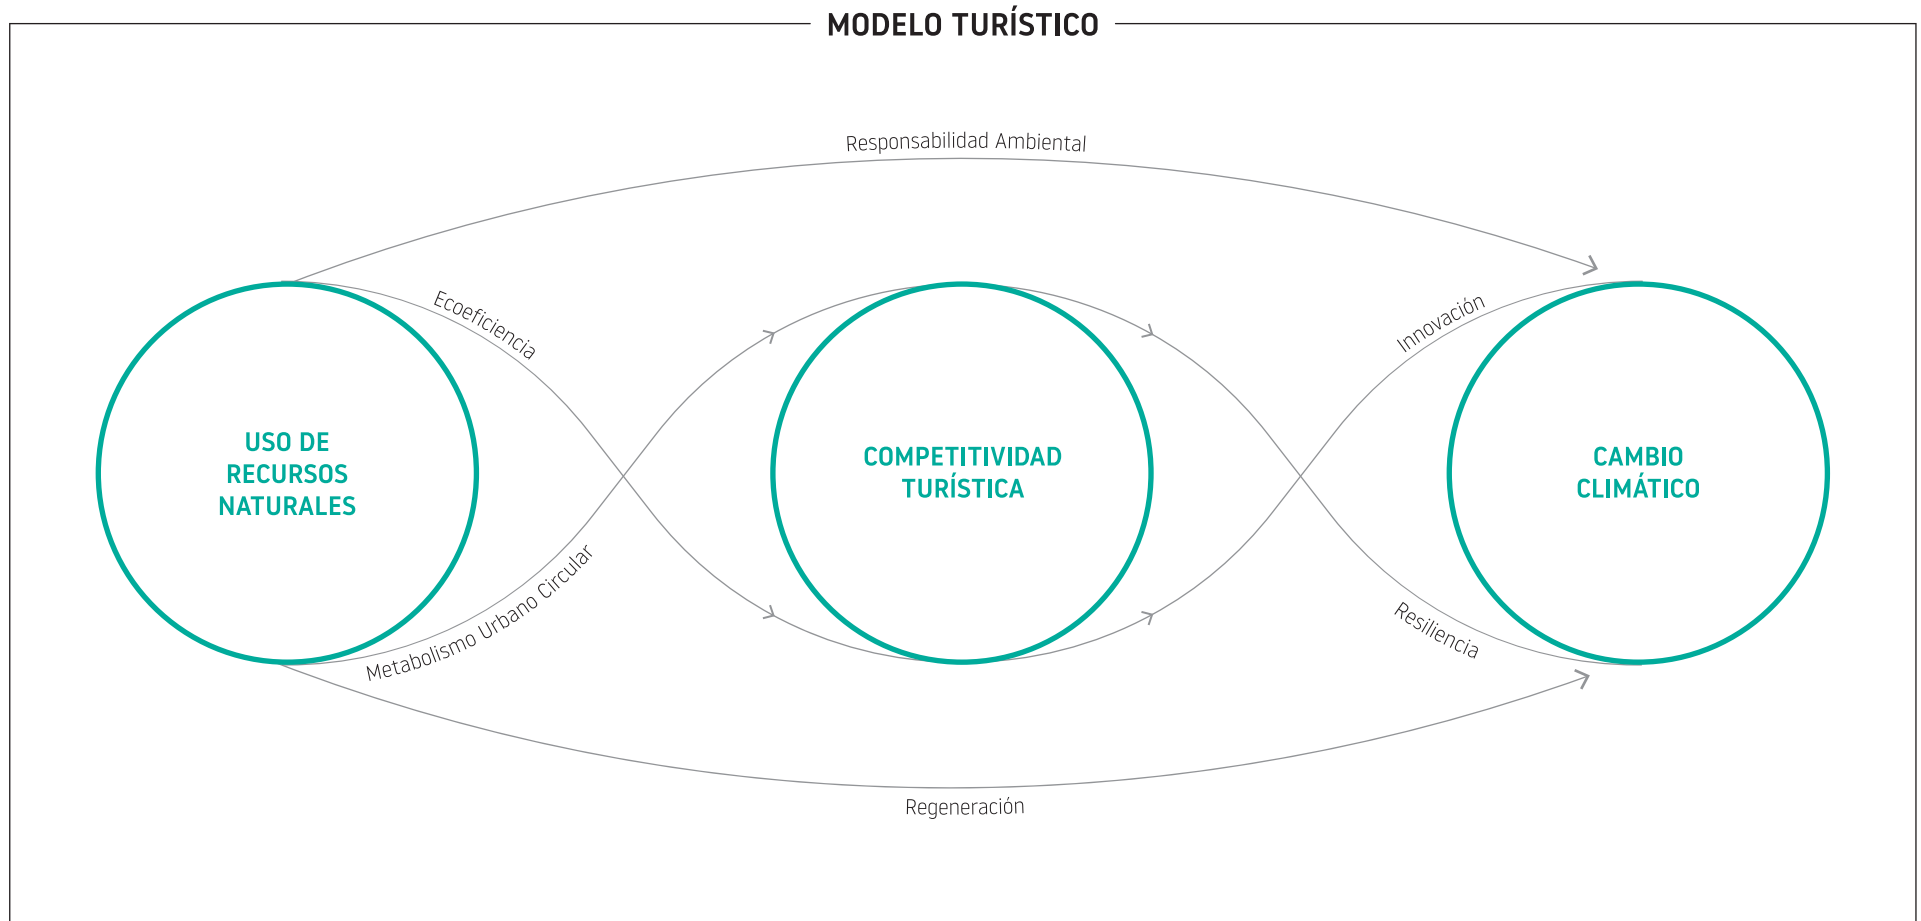 MODELO TURÍSTICO
Responsabilidad Ambiental
Ecoeficiencia
Innovación
USO DE
RECURSOS
NATURALES
COMPETITIVIDAD
TURÍSTICA
CAMBIO
CLIMÁTICO
Metabolismo Urbano Circular
Resiliencia
Regeneración